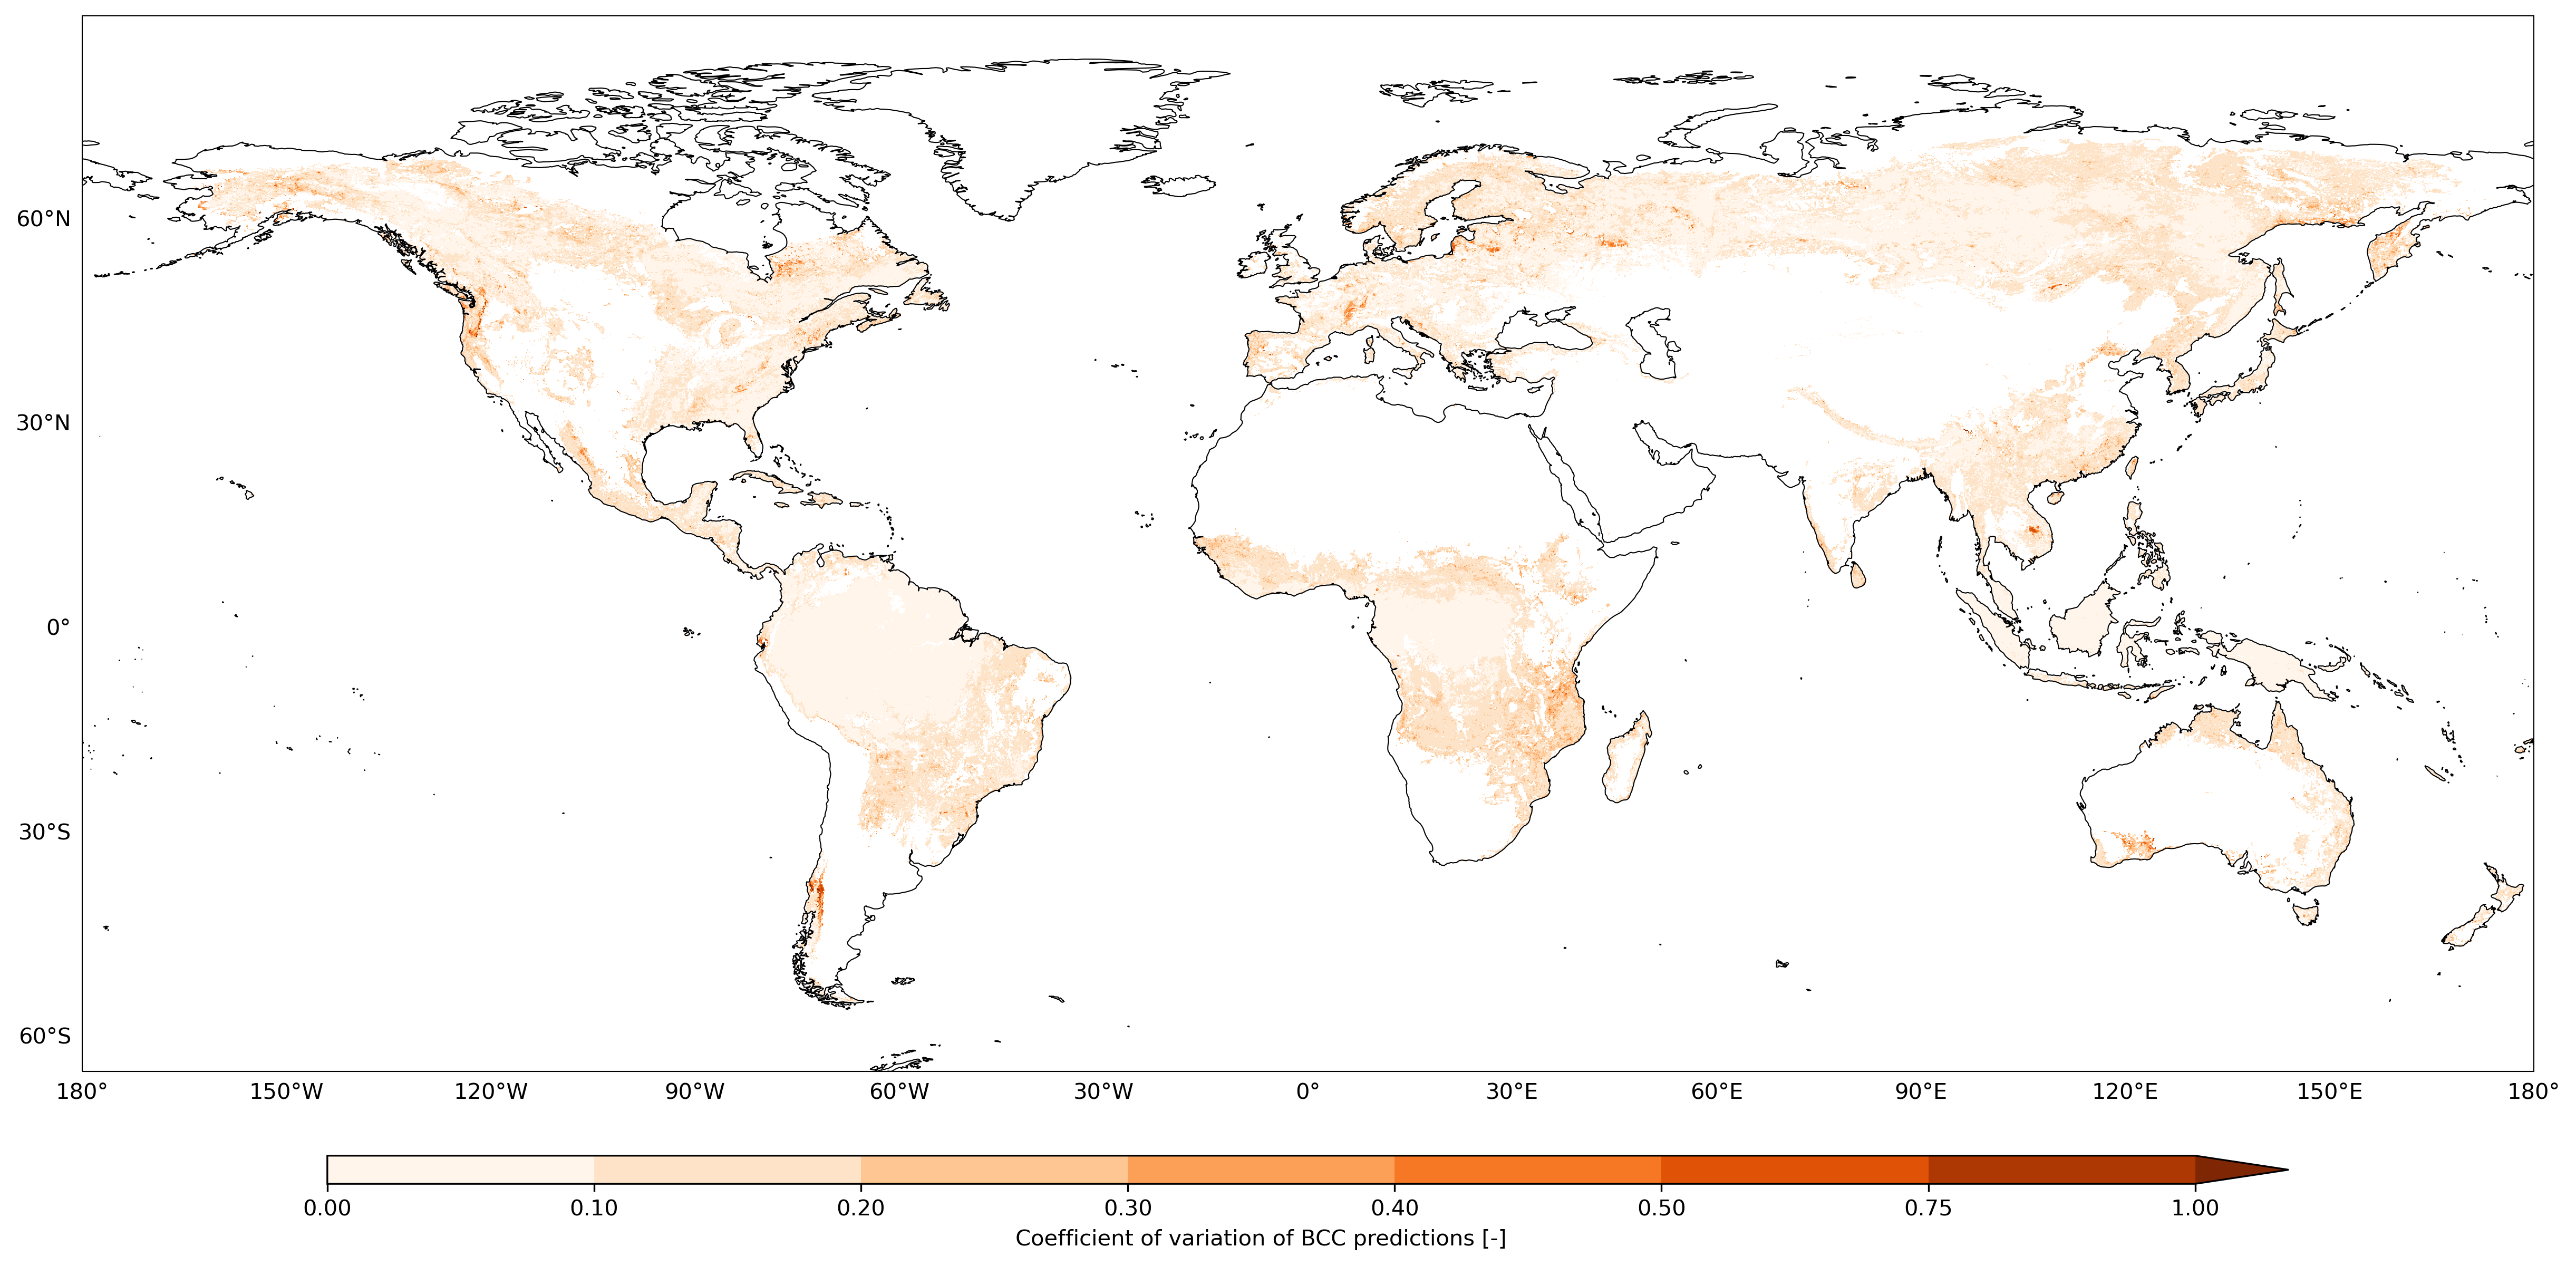 60°N
30°N
0°
30°S
60°S
180° 150°W 120°W 90°W 60°W 30°W 0° 30°E 60°E 90°E 120°E 150°E 180°
0.00 0.10 0.20 0.30 0.40 0.50 0.75 1.00
Coefficient of variation of BCC predictions [-]